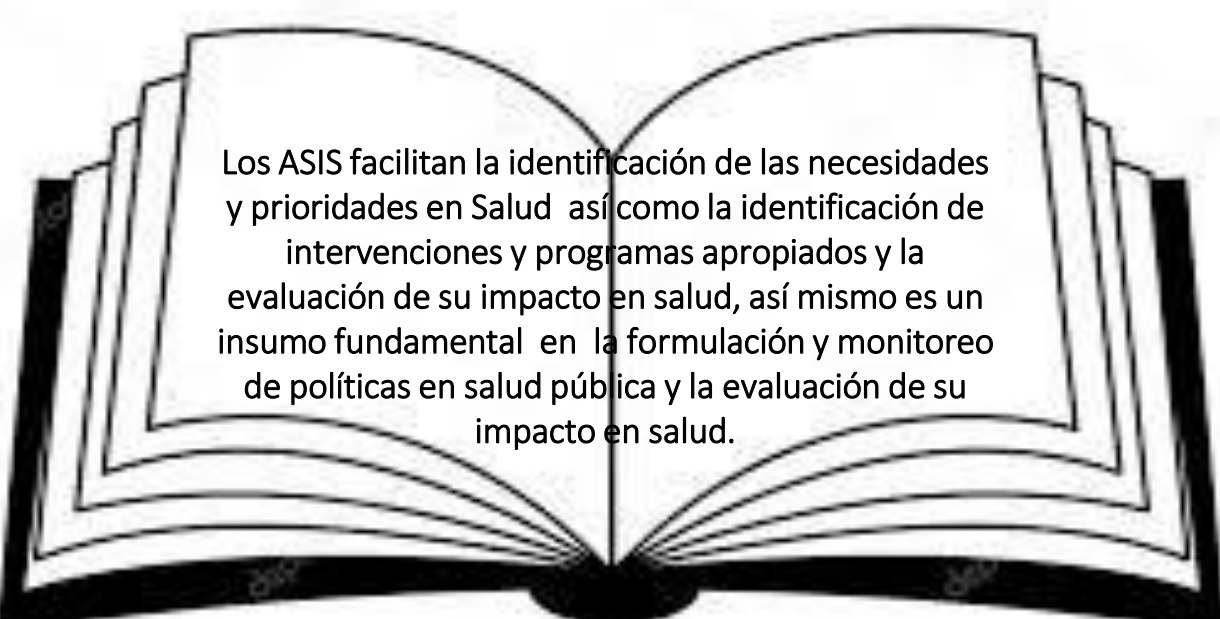 Los ASIS facilitan la identificación de las necesidades
y prioridades en Salud  así como la identificación de
intervenciones y programas apropiados y la
evaluación de su impacto en salud, así mismo es un
insumo fundamental  en  la formulación y monitoreo
de políticas en salud pública y la evaluación de su
impacto en salud.